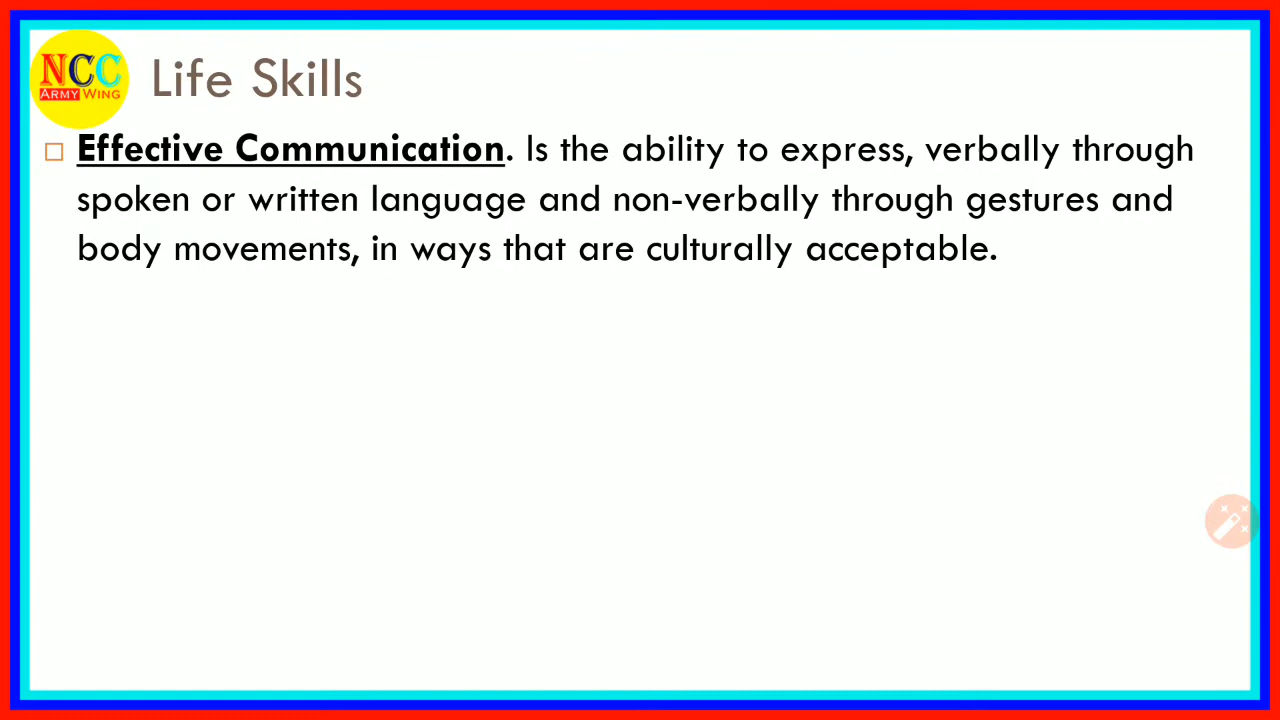 NCC
ARMY WING
Life Skills
Effective Communication. Is the ability to express, verbally through
spoken or written language and non-verbally through gestures and
body movements, in ways that are culturally acceptable.